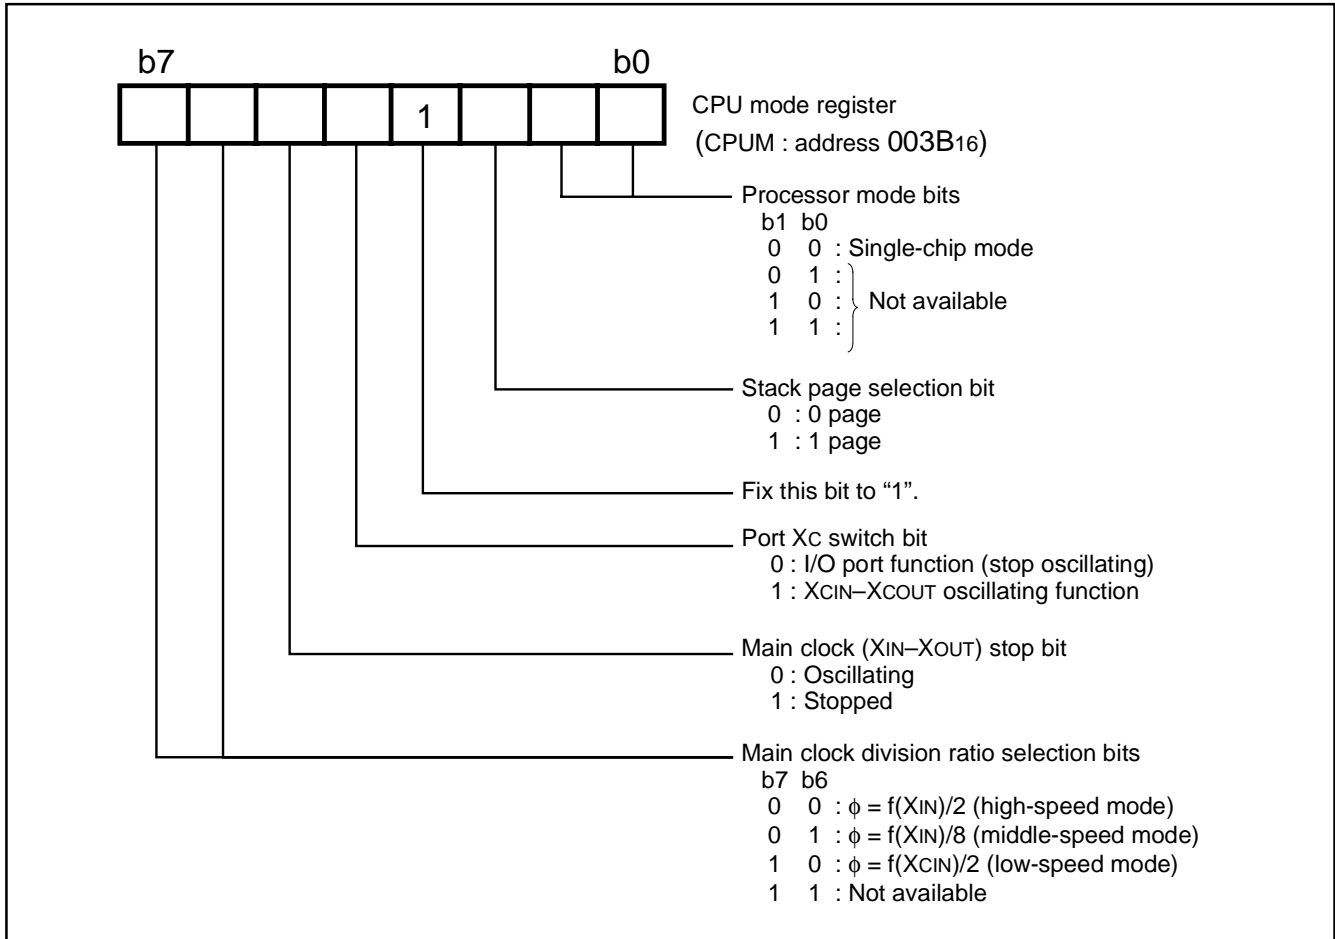 b7 b0
1
CPU mode register
(CPUM : address 003B16)
Processor mode bits
b1 b0
0 0 : Single-chip mode
0 1 :
1 0 : Not available
1 1 :
Stack page selection bit
0 : 0 page
1 : 1 page
Fix this bit to “1”.
Port XC switch bit
0 : I/O port function (stop oscillating)
1 : XCIN–XCOUT oscillating function
Main clock (XIN–XOUT) stop bit
0 : Oscillating
1 : Stopped
Main clock division ratio selection bits
b7 b6
0 0 : ϕ = f(XIN)/2 (high-speed mode)
0 1 : ϕ = f(XIN)/8 (middle-speed mode)
1 0 : ϕ = f(XCIN)/2 (low-speed mode)
1 1 : Not available